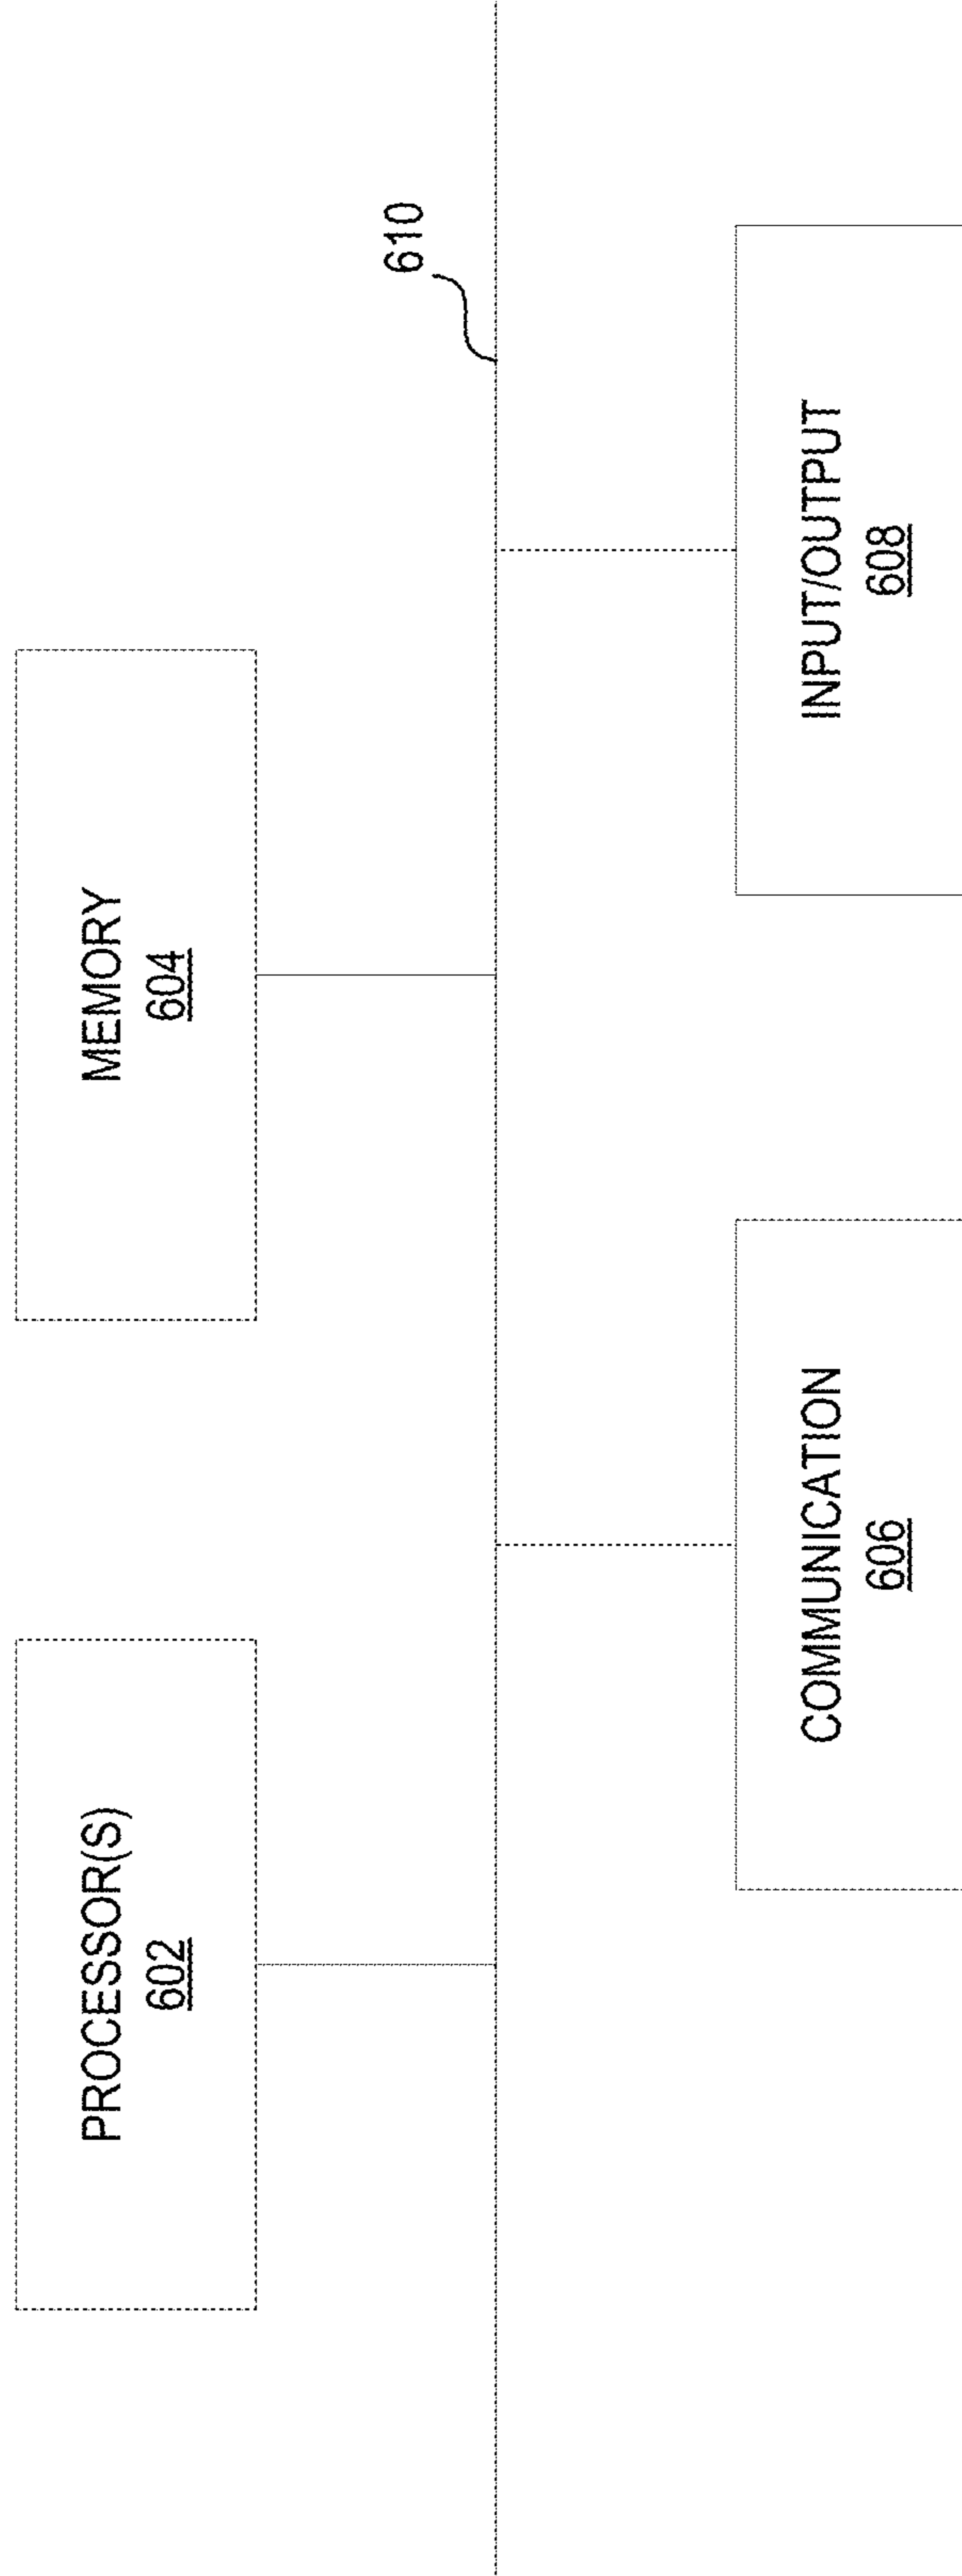 PROCESSOR(S)
602
MEMORY
604
610
COMMUNICATION
606
INPUT/OUTPUT
608